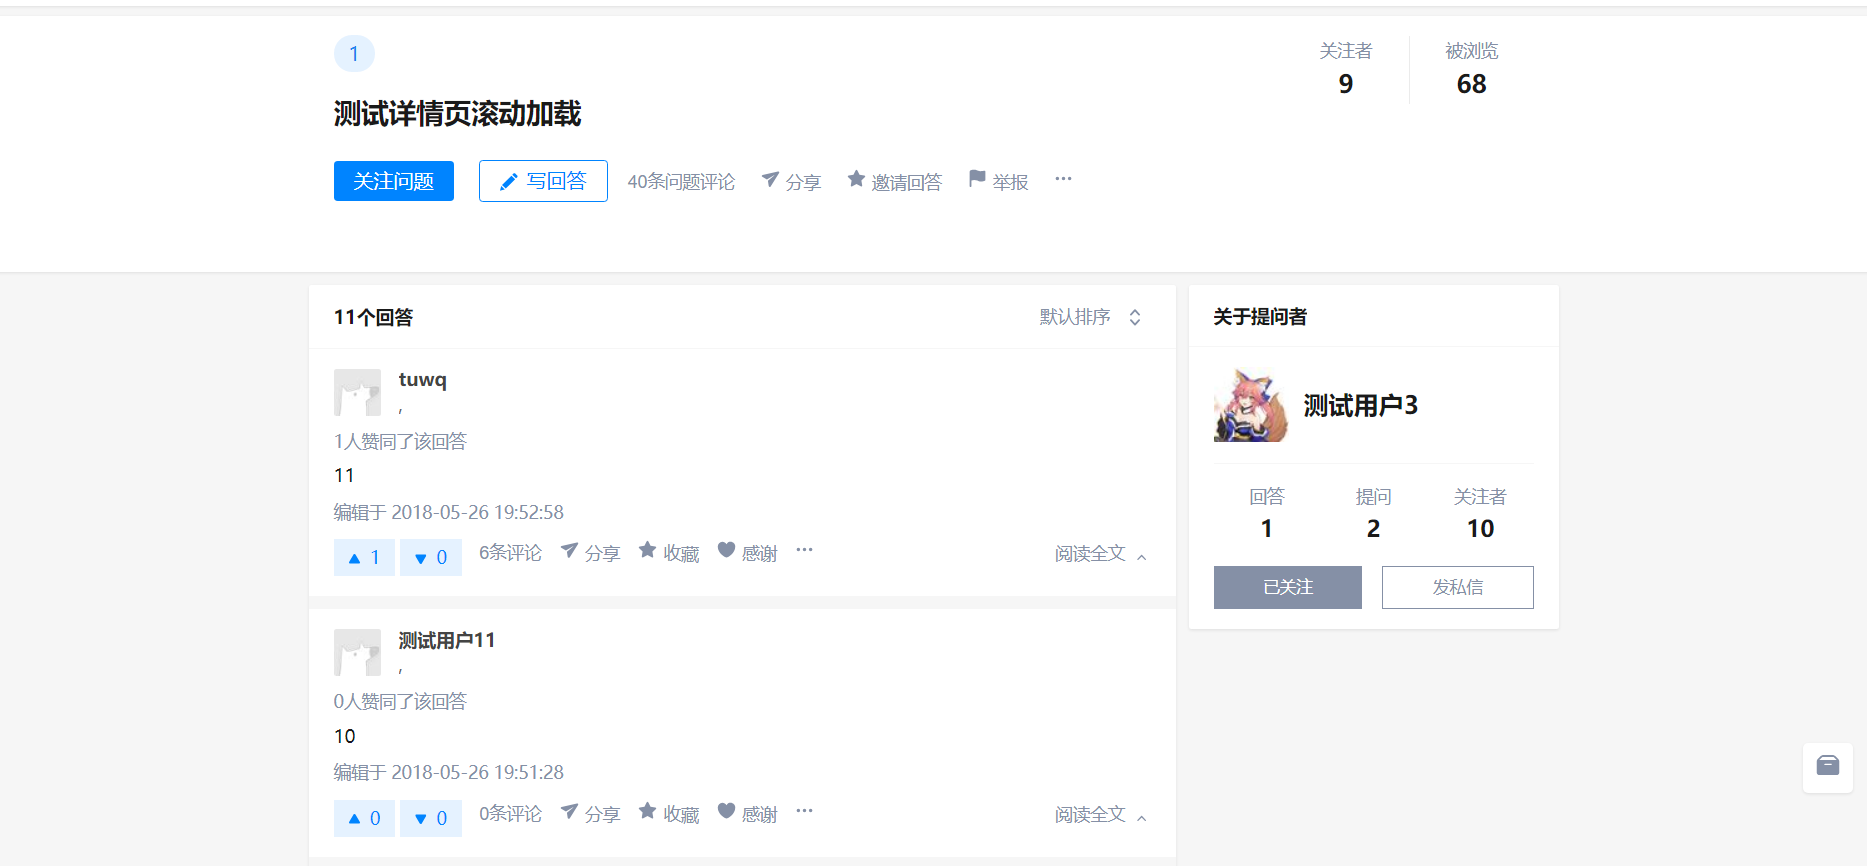 1
关注者 被浏览
9 68
测试详情页滚动加载
关注问题 写回答 40条问题评论 分享 邀请回答 举报 ···
11个回答 默认排序
tuwq
,
1人赞同了该回答
11
编辑于 2018-05-26 19:52:58
1 0 6条评论 分享 收藏 感谢 ··· 阅读全文
测试用户11
,
0人赞同了该回答
10
编辑于 2018-05-26 19:51:28
0 0 0条评论 分享 收藏 感谢 ··· 阅读全文
关于提问者
测试用户3
回答 提问 关注者
1 2 10
已关注 发私信